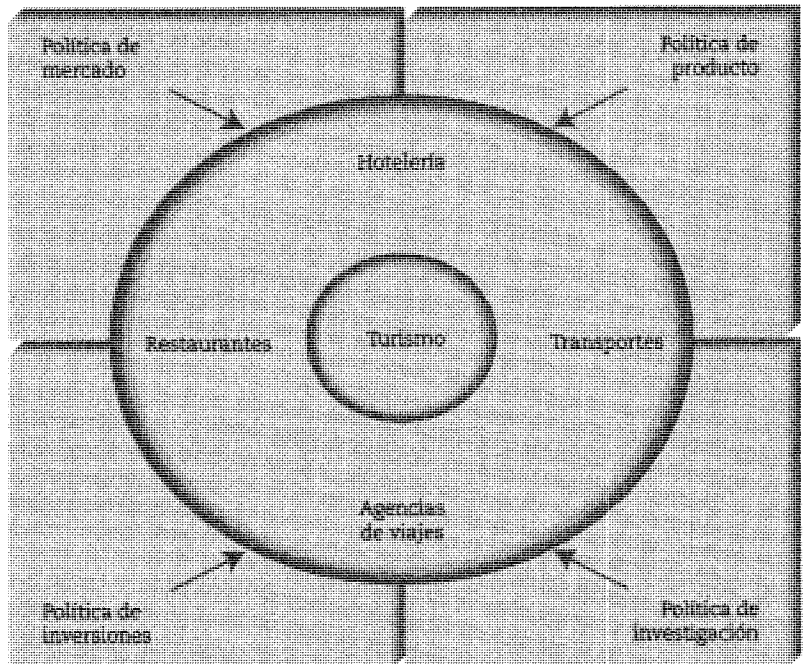 Política de
mercado
Política de
producto
Hotelería
Restaurantes
Turismo
Transportes
Agencias
de viajes
Política de
inversiones
Política de
investigación